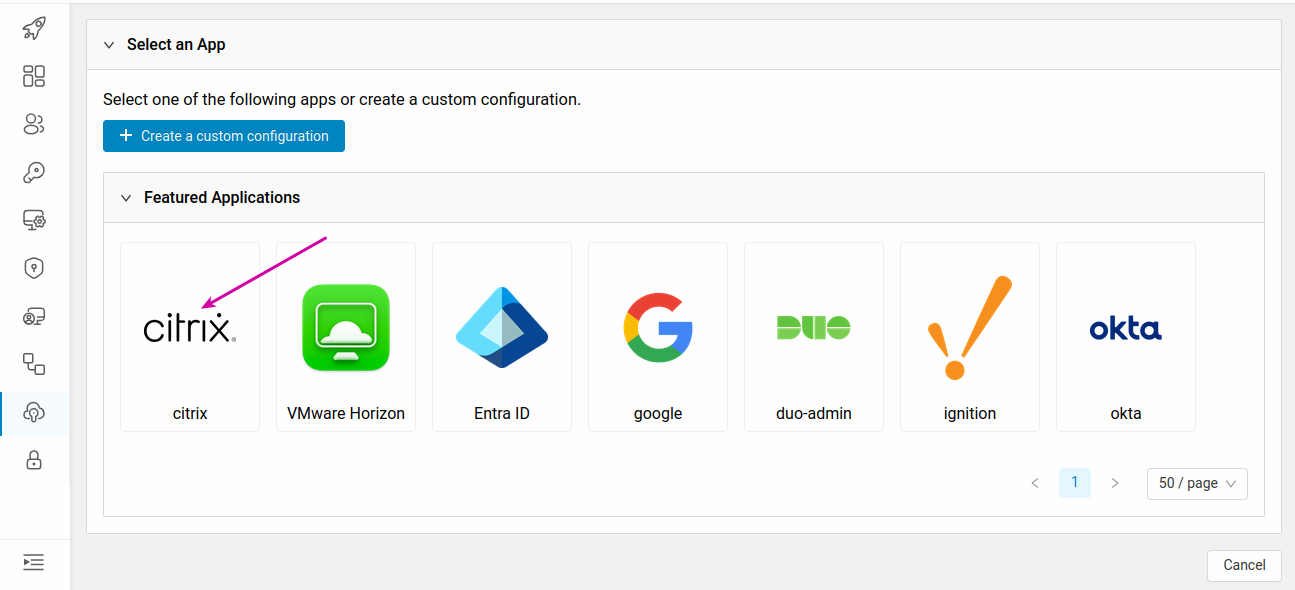 Select an App
Select one of the following apps or create a custom configuration.
+ Create a custom configuration
Featured Applications
citrix® DUO okta
citrix VMware Horizon Entra ID google duo-admin ignition okta
< 1 > 50 / page
Cancel